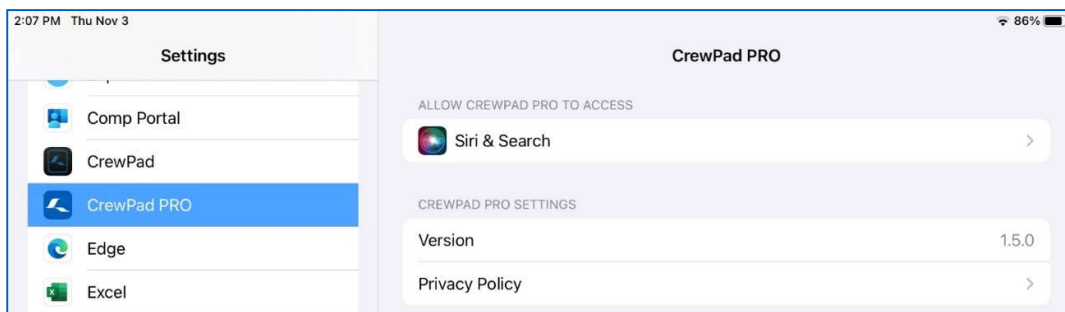 2:07 PM Thu Nov 3
86%
Settings
CrewPad PRO
Comp Portal
CrewPad
CrewPad PRO
Edge
Excel
ALLOW CREWPAD PRO TO ACCESS
Siri & Search
CREWPAD PRO SETTINGS
Version 1.5.0
Privacy Policy